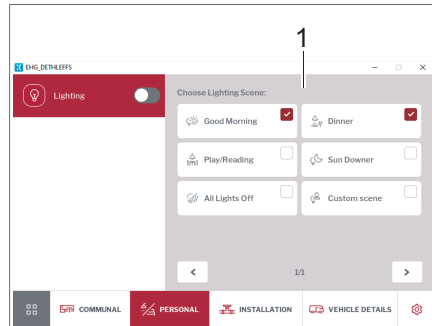 1
EHG_DETHLEFFS
Lighting
Choose Lighting Scene:
Good Morning
Dinner
Play/Reading
Sun Downer
All Lights Off
Custom scene
1/1
COMMUNAL
PERSONAL
INSTALLATION
VEHICLE DETAILS